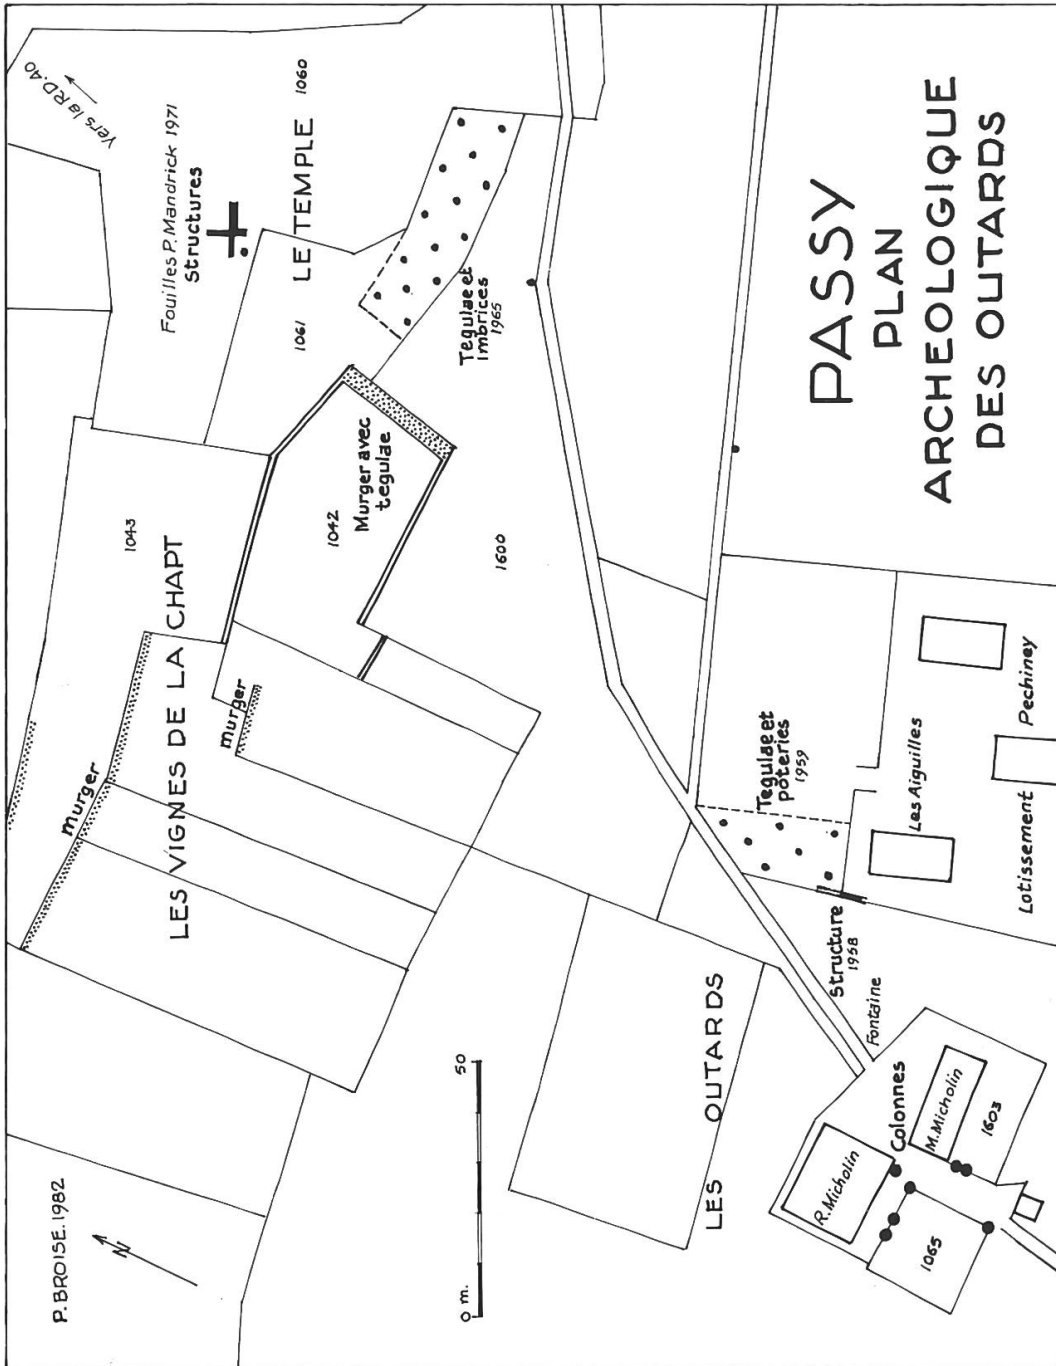 P. BROISE. 1982
N
0 m.
50
LES VIGNES DE LA CHAPT
murger
murger
1043
1042
Murger avec
tegulae
1600
Vers la RD.40
Fouilles P. Mandrick 1971
Structures
LE TEMPLE
1060
1061
Tegulae et
imbrices
1965
LES OUTARDS
Tegulae et
poteries
1959
Structure
1958
Fontaine
Colonnes
R. Micholin
M. Micholin
1603
1065
Les Aiguilles
Lotissement Pechiney
PASSY
PLAN
ARCHEOLOGIQUE
DES OUTARDS